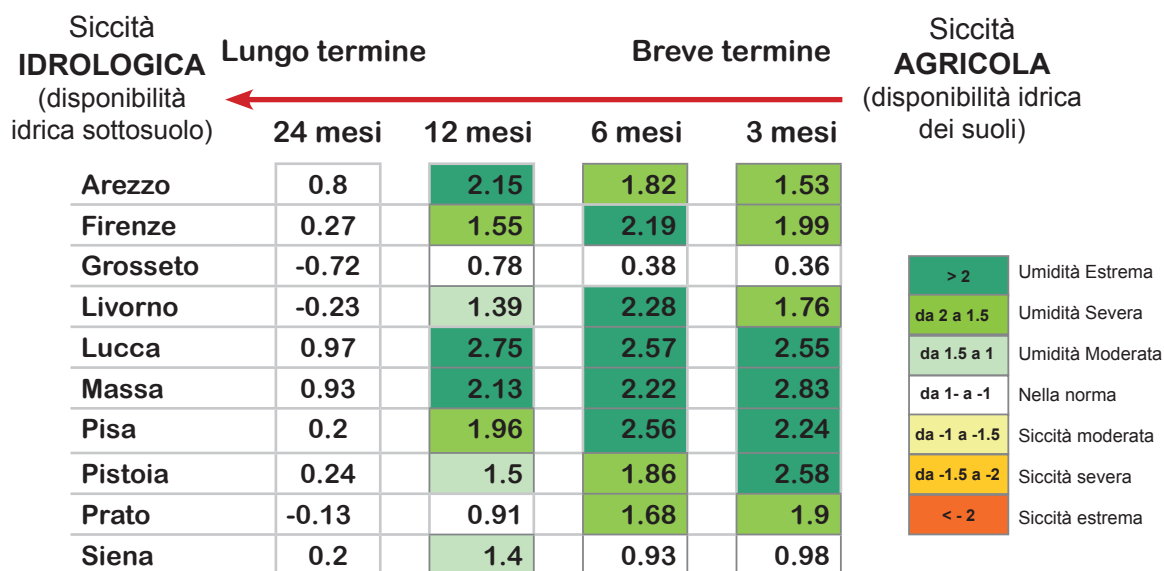 Siccità
IDROLOGICA
(disponibilità
idrica sottosuolo)
Lungo termine
Breve termine
Siccità
AGRICOLA
(disponibilità idrica
dei suoli)
24 mesi 12 mesi 6 mesi 3 mesi
Arezzo 0.8 2.15 1.82 1.53
Firenze 0.27 1.55 2.19 1.99
Grosseto -0.72 0.78 0.38 0.36
Livorno -0.23 1.39 2.28 1.76
Lucca 0.97 2.75 2.57 2.55
Massa 0.93 2.13 2.22 2.83
Pisa 0.2 1.96 2.56 2.24
Pistoia 0.24 1.5 1.86 2.58
Prato -0.13 0.91 1.68 1.9
Siena 0.2 1.4 0.93 0.98
> 2 Umidità Estrema
da 2 a 1.5 Umidità Severa
da 1.5 a 1 Umidità Moderata
da 1- a -1 Nella norma
da -1 a -1.5 Siccità moderata
da -1.5 a -2 Siccità severa
< - 2 Siccità estrema